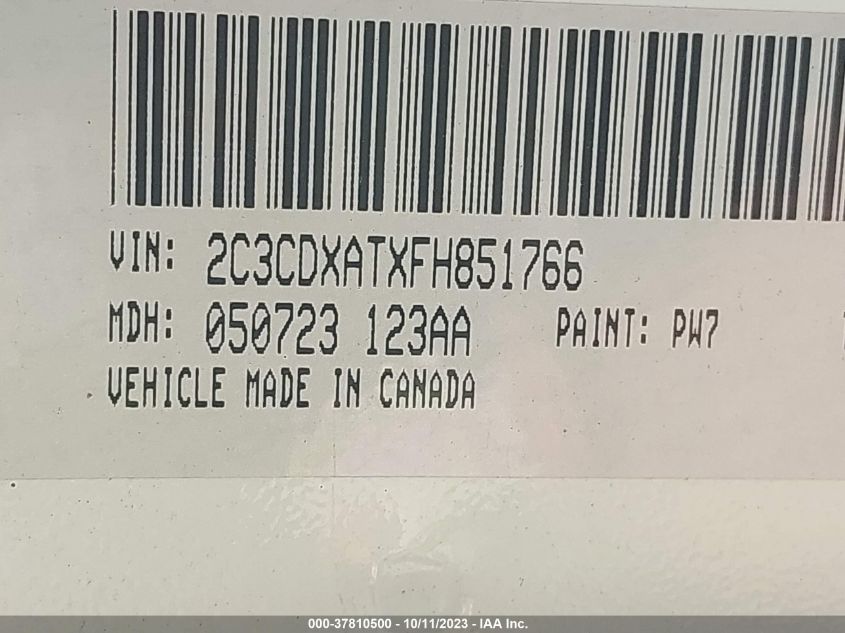 VIN: 2C3CDXATXFH851766
MDH: 050723 123AA PAINT: PW7
VEHICLE MADE IN CANADA
000-37810500 - 10/11/2023 - IAA Inc.